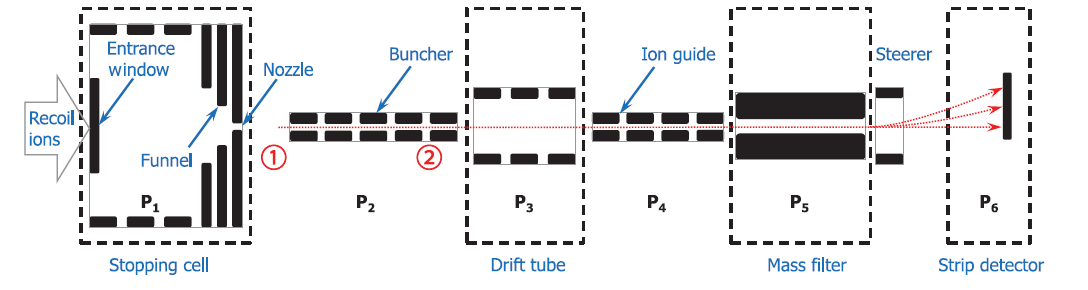 Entrance
window
Nozzle
Buncher
Ion guide
Steerer
Recoil
ions
Funnel
①
②
P₁
P₂
P₃
P₄
P₅
P₆
Stopping cell
Drift tube
Mass filter
Strip detector